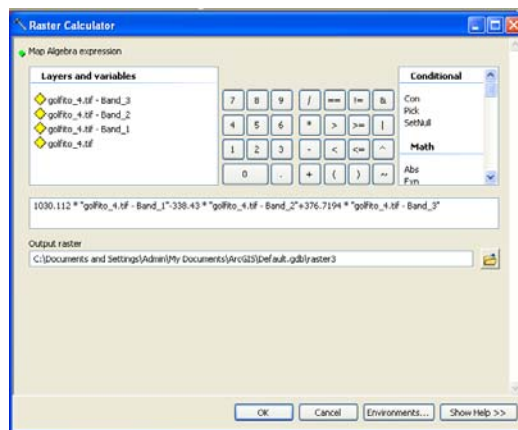 Raster Calculator
Map Algebra expression
Layers and variables
golfito_4.tif - Band_3
golfito_4.tif - Band_2
golfito_4.tif - Band_1
golfito_4.tif
7 8 9 / == != &
4 5 6 * > >= |
1 2 3 - < <= ^
0 . + ( ) ~
Conditional
Con
Pick
SetNull
Math
Abs
Exp
1030.112 * "golfito_4.tif - Band_1"-338.43 * "golfito_4.tif - Band_2"+376.7194 * "golfito_4.tif - Band_3"
Output raster
C:\Documents and Settings\Admin\My Documents\ArcGIS\Default.gdb\raster3
OK Cancel Environments... Show Help >>